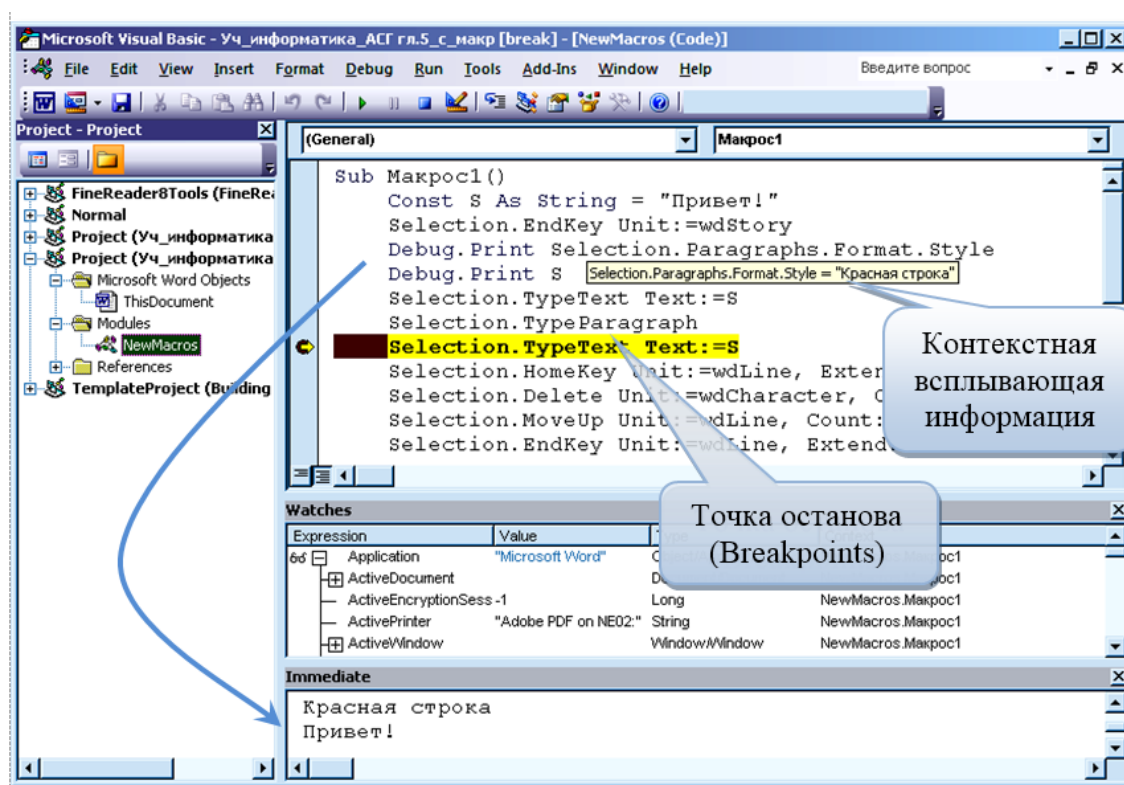 Microsoft Visual Basic - Уч_информатика_АСГ гл.5_с_макр [break] - [NewMacros (Code)]
File Edit View Insert Format Debug Run Tools Add-Ins Window Help Введите вопрос
Project - Project
(General) Макрос1
FineReader8Tools (FineRe
Normal
Project (Уч_информатика
Project (Уч_информатика
Microsoft Word Objects
ThisDocument
Modules
NewMacros
References
TemplateProject (Building
Sub Макрос1()
Const S As String = "Привет!"
Selection.EndKey Unit:=wdStory
Debug.Print Selection.Paragraphs.Format.Style
Debug.Print S
Selection.Paragraphs.Format.Style = "Красная строка"
Selection.TypeText Text:=S
Selection.TypeParagraph
Selection.TypeText Text:=S
Selection.HomeKey Unit:=wdLine, Exten
Selection.Delete Unit:=wdCharacter, C
Selection.MoveUp Unit:=wdLine, Count:
Selection.EndKey Unit:=wdLine, Extend
Контекстная
всплывающая
информация
Точка останова
(Breakpoints)
Watches
Expression Value
Application "Microsoft Word"
ActiveDocument
ActiveEncryptionSess -1 Long NewMacros.Макрос1
ActivePrinter "Adobe PDF on NE02:" String NewMacros.Макрос1
ActiveWindow Window/Window NewMacros.Макрос1
Immediate
Красная строка
Привет!